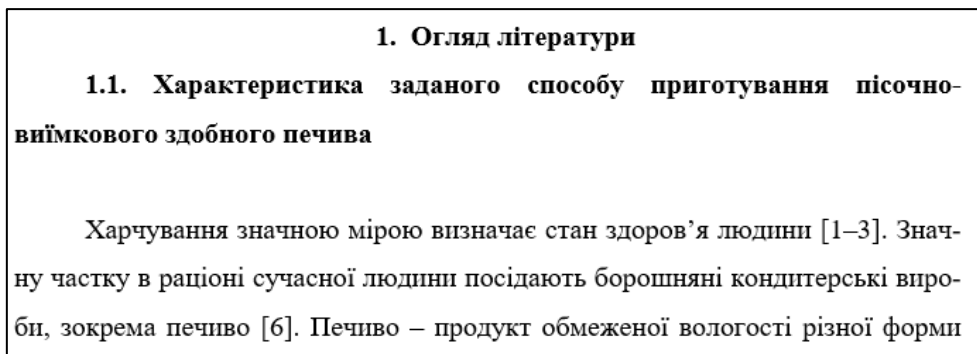 1. Огляд літератури
1.1. Характеристика заданого способу приготування пісочно-
виїмкового здобного печива
Харчування значною мірою визначає стан здоров’я людини [1–3]. Знач-
ну частку в раціоні сучасної людини посідають борошняні кондитерські виро-
би, зокрема печиво [6]. Печиво – продукт обмеженої вологості різної форми